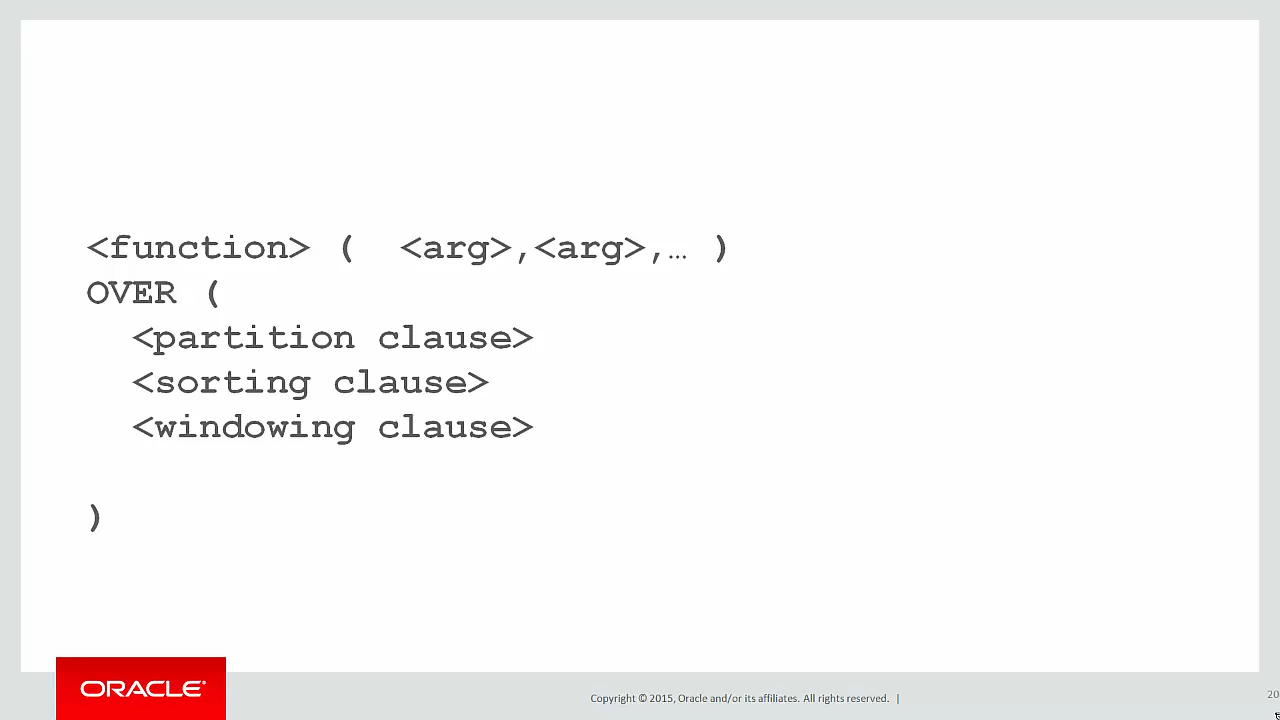 <function> (  <arg>,<arg>,… )
OVER (
  <partition clause>
  <sorting clause>
  <windowing clause>
)
ORACLE®
Copyright © 2015, Oracle and/or its affiliates. All rights reserved. |
20